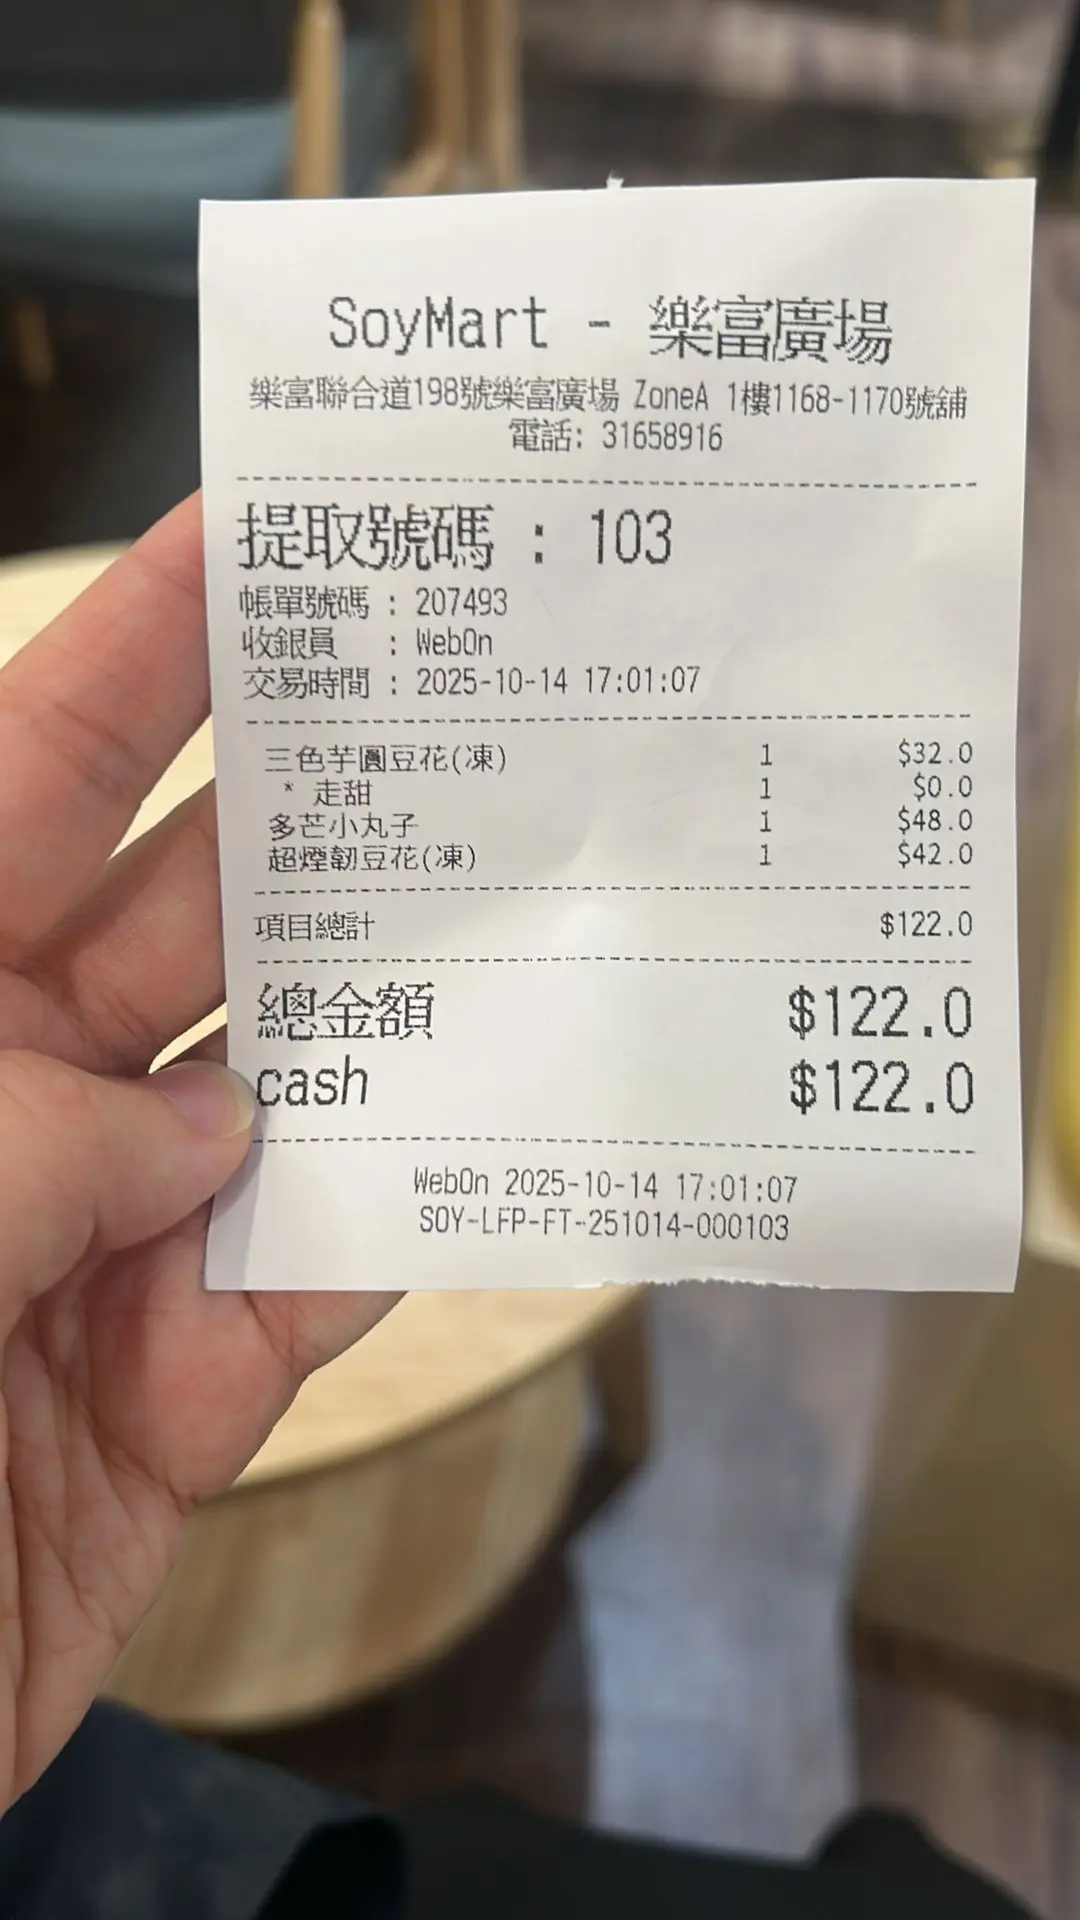 SoyMart - 樂富廣場
樂富聯合道198號樂富廣場 ZoneA 1樓1168-1170號舖
電話: 31658916
提取號碼 : 103
帳單號碼 : 207493
收銀員 : WebOn
交易時間 : 2025-10-14 17:01:07
三色芋圓豆花(凍) 1 $32.0
* 走甜 1 $0.0
多芒小丸子 1 $48.0
超煙韌豆花(凍) 1 $42.0
項目總計 $122.0
總金額 $122.0
cash $122.0
WebOn 2025-10-14 17:01:07
SOY-LFP-FT-251014-000103